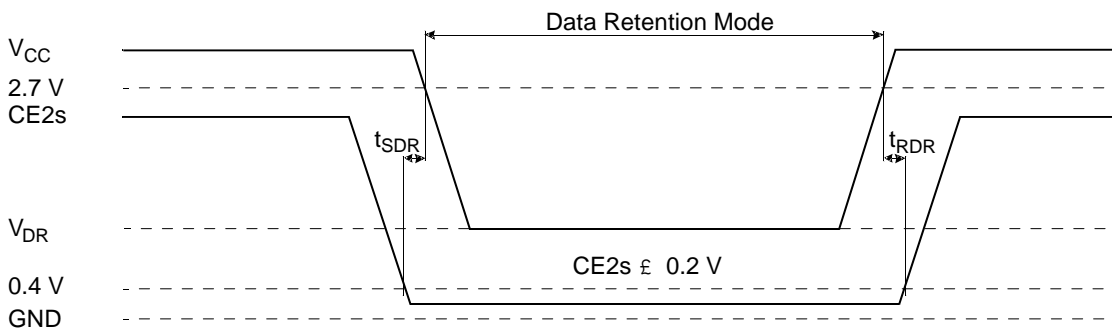 Data Retention Mode
VCC
2.7 V
CE2s
tSDR
tRDR
VDR
CE2s £ 0.2 V
0.4 V
GND